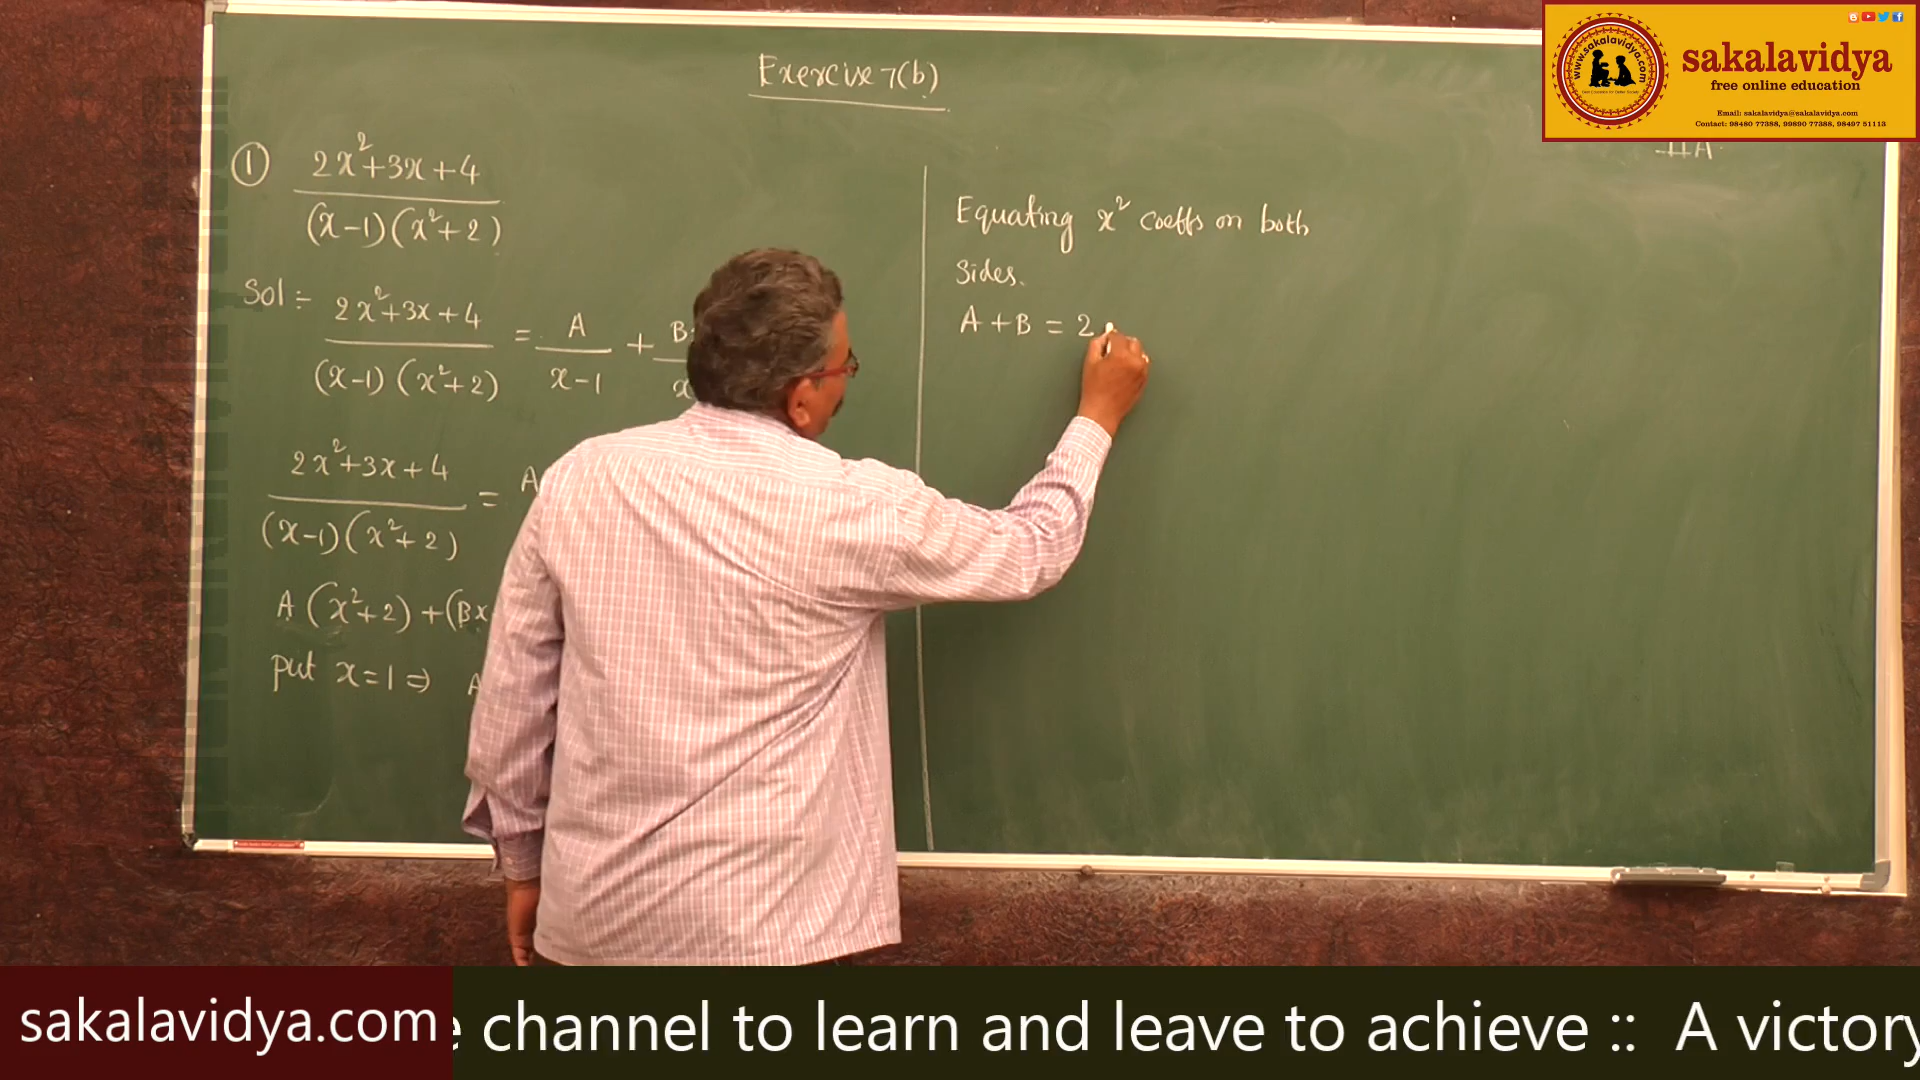 Exercise 7(b)
① 2x²+3x+4
(x-1)(x²+2)
Sol:- 2x²+3x+4 = A + B
(x-1)(x²+2) x-1 x
2x²+3x+4 = A
(x-1)(x²+2)
A(x²+2)+(Bx
put x=1⇒ A
Equating x² coeffs on both
sides.
A+B = 2
IIA
www.sakalavidya.com
sakalavidya
free online education
Email: sakalavidya@sakalavidya.com
Contact: 98480 77388, 99890 77388, 98497 51113
sakalavidya.com
e channel to learn and leave to achieve :: A victory